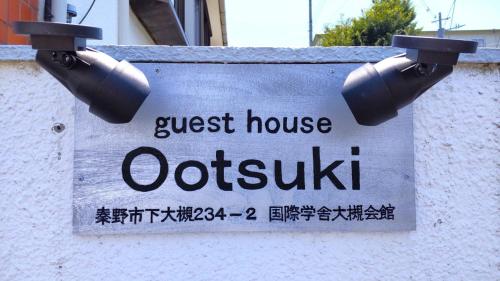 guest house
Ootsuki
秦野市下大槻234-2 国際学舎大槻会館